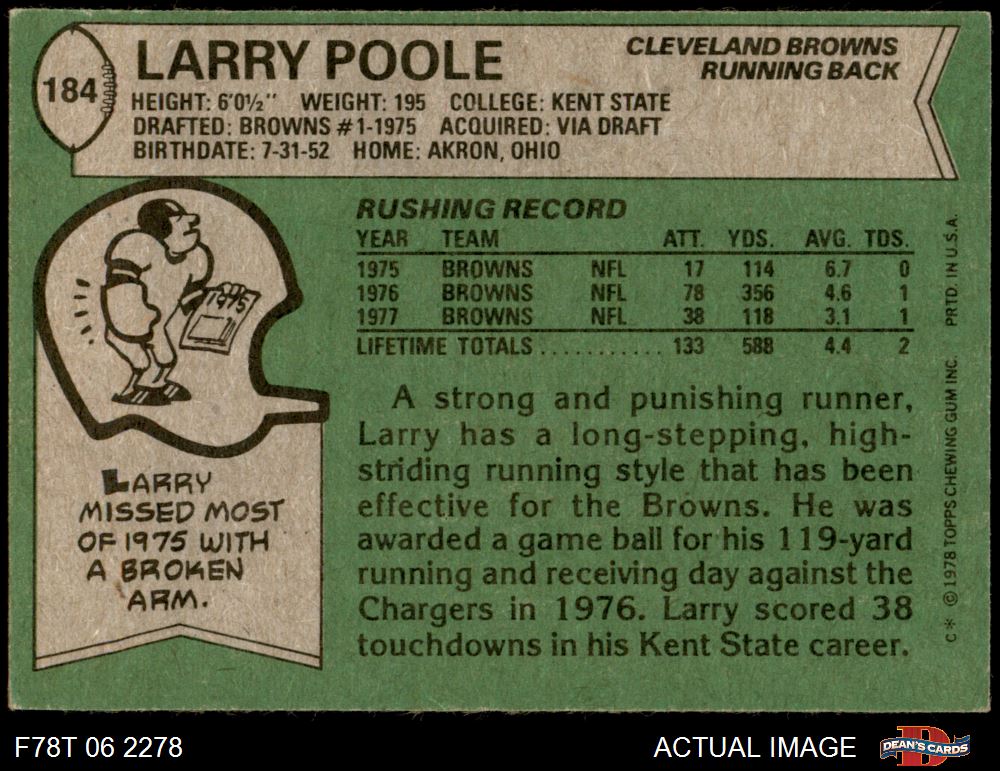 184
LARRY POOLE
CLEVELAND BROWNS
RUNNING BACK
HEIGHT: 6'0½" WEIGHT: 195 COLLEGE: KENT STATE
DRAFTED: BROWNS #1-1975 ACQUIRED: VIA DRAFT
BIRTHDATE: 7-31-52 HOME: AKRON, OHIO
1975
LARRY
MISSED MOST
OF 1975 WITH
A BROKEN
ARM.
RUSHING RECORD
YEAR TEAM ATT. YDS. AVG. TDS.
1975 BROWNS NFL 17 114 6.7 0
1976 BROWNS NFL 78 356 4.6 1
1977 BROWNS NFL 38 118 3.1 1
LIFETIME TOTALS............ 133 588 4.4 2
A strong and punishing runner,
Larry has a long-stepping, high-
striding running style that has been
effective for the Browns. He was
awarded a game ball for his 119-yard
running and receiving day against the
Chargers in 1976. Larry scored 38
touchdowns in his Kent State career.
C * © 1978 TOPPS CHEWING GUM INC. PRTD. IN U.S.A.
F78T 06 2278
ACTUAL IMAGE
DEAN'S CARDS